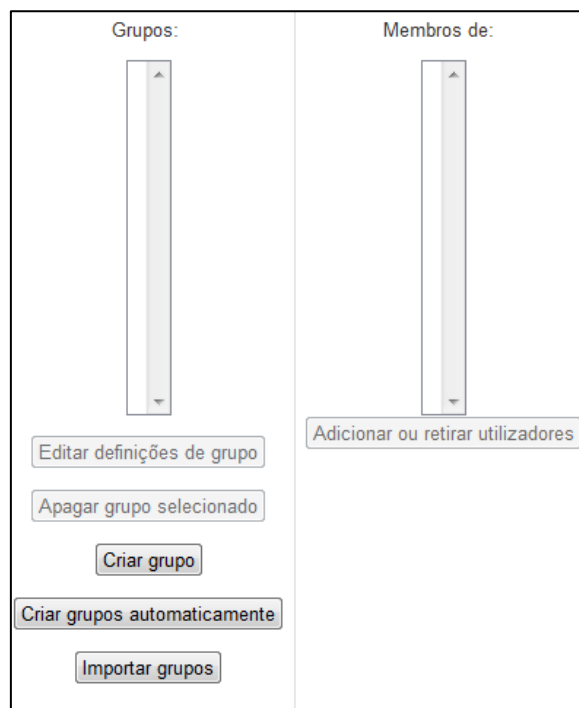 Grupos:
Membros de:
Editar definições de grupo
Adicionar ou retirar utilizadores
Apagar grupo selecionado
Criar grupo
Criar grupos automaticamente
Importar grupos